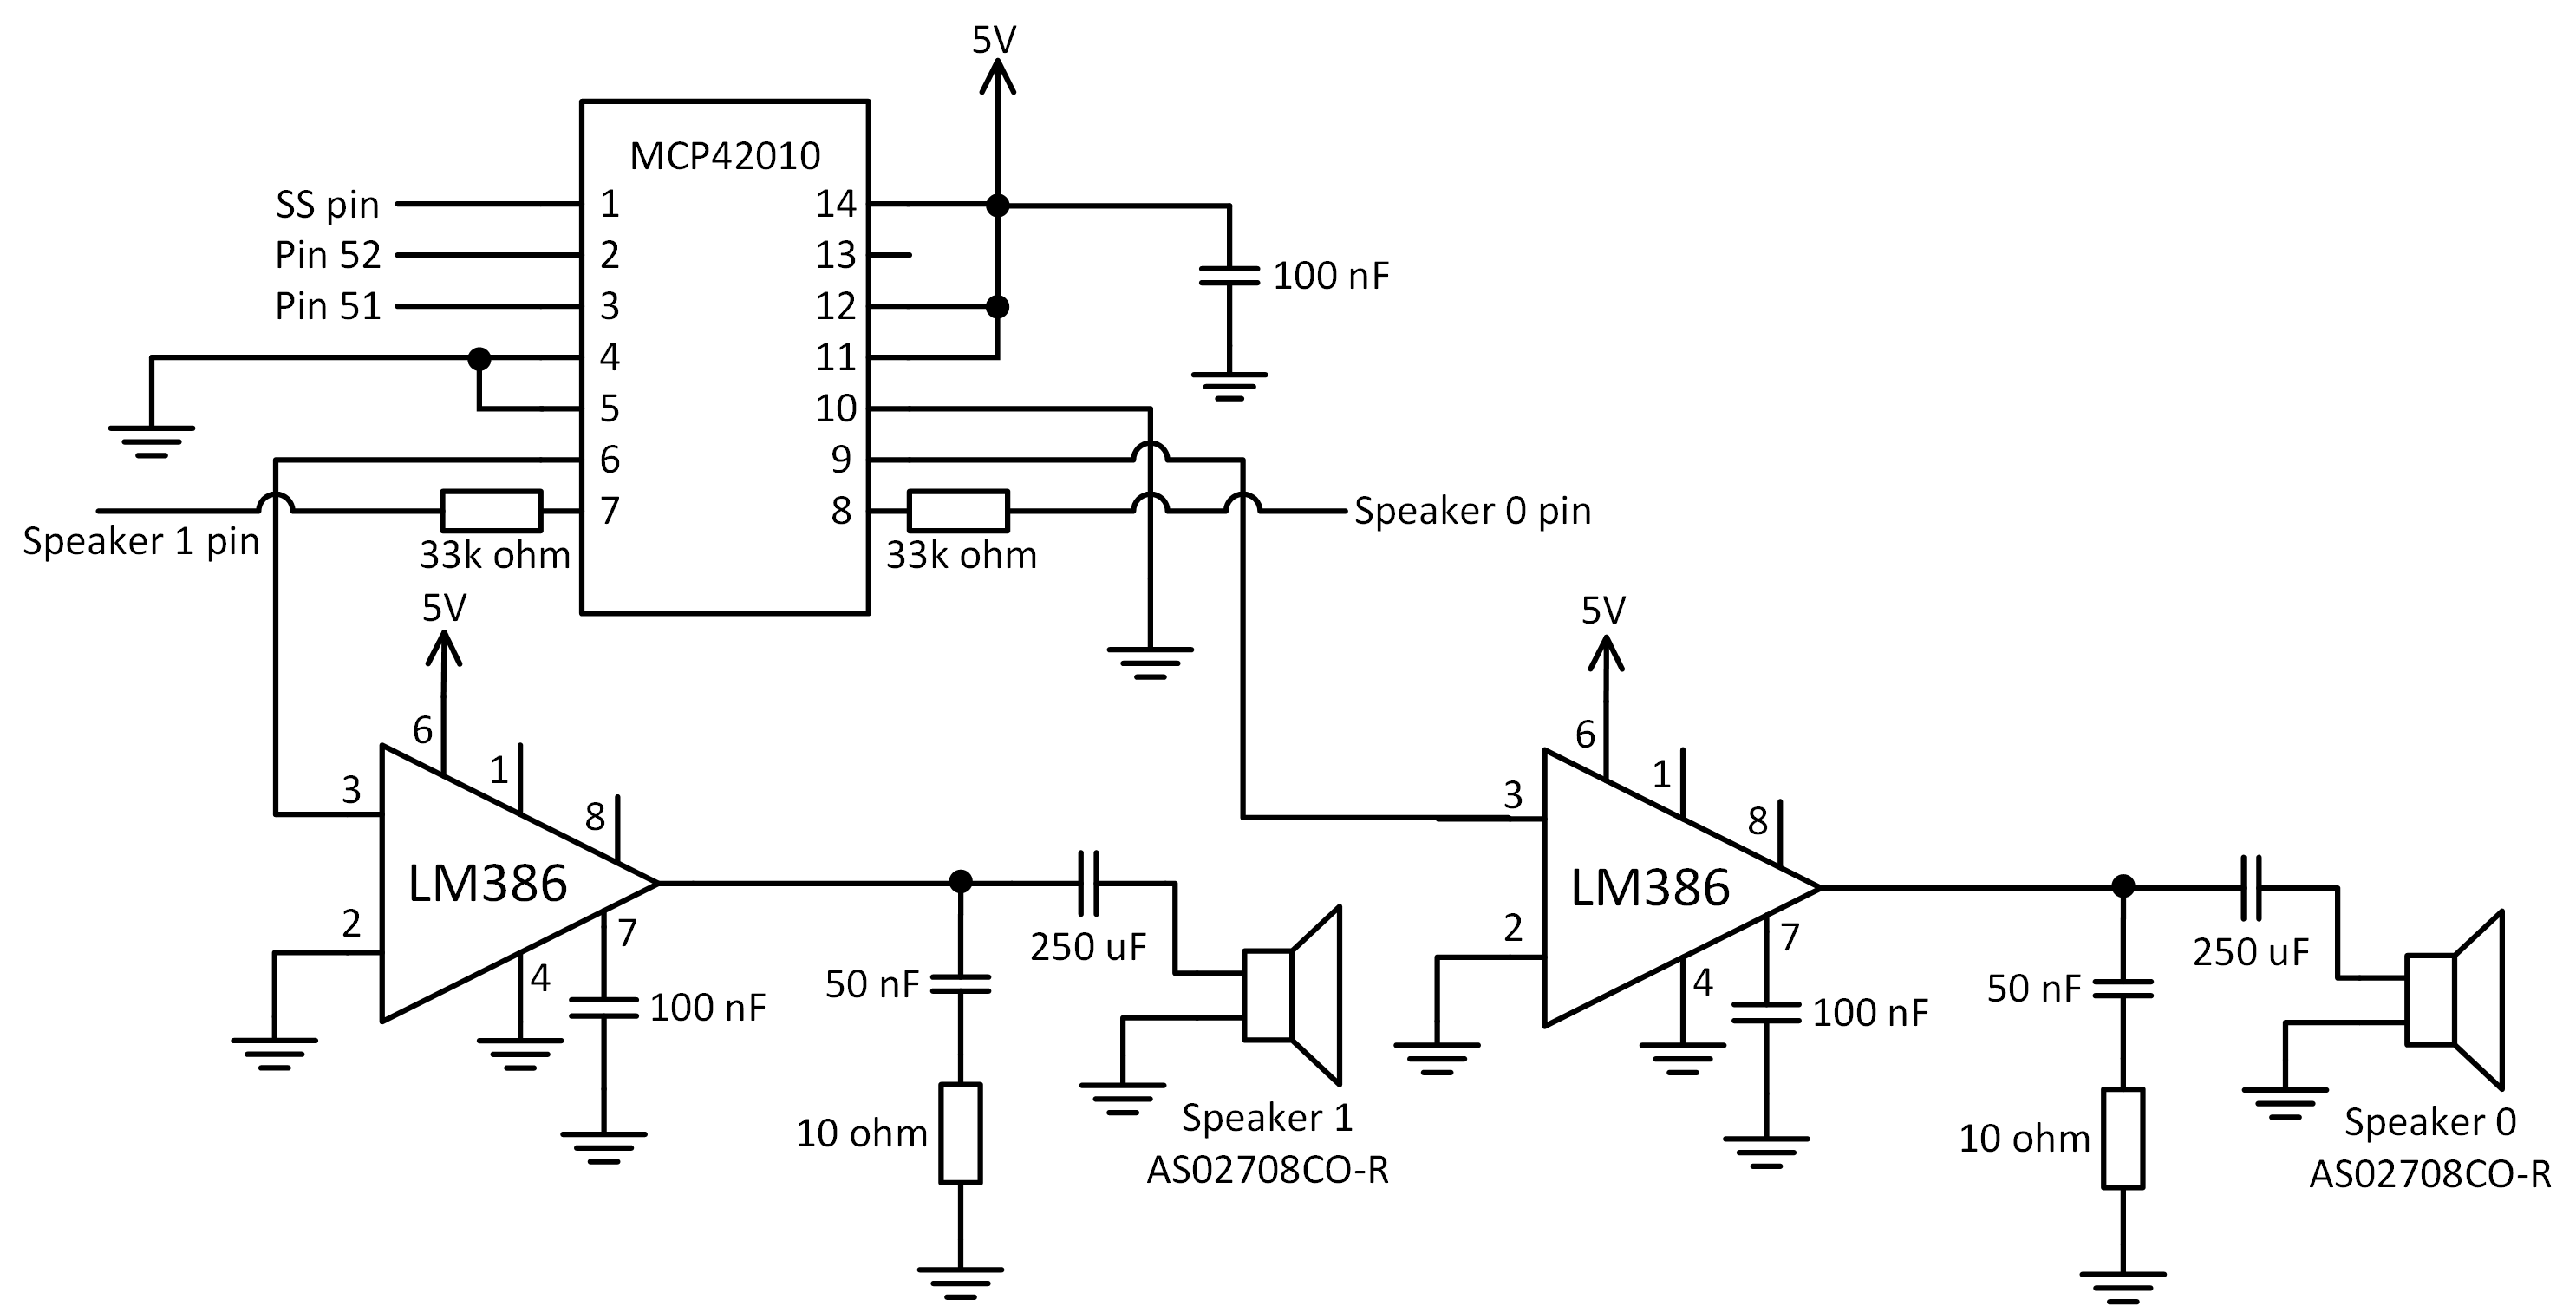 5V
MCP42010
SS pin
1
14
Pin 52
2
13
100 nF
Pin 51
3
12
4
11
5
10
6
9
7
8
Speaker 0 pin
Speaker 1 pin
33k ohm
33k ohm
5V
5V
6
1
8
3
LM386
2
7
4
100 nF
50 nF
250 uF
10 ohm
Speaker 1
AS02708CO-R
6
1
8
3
LM386
2
7
4
100 nF
50 nF
250 uF
10 ohm
Speaker 0
AS02708CO-R